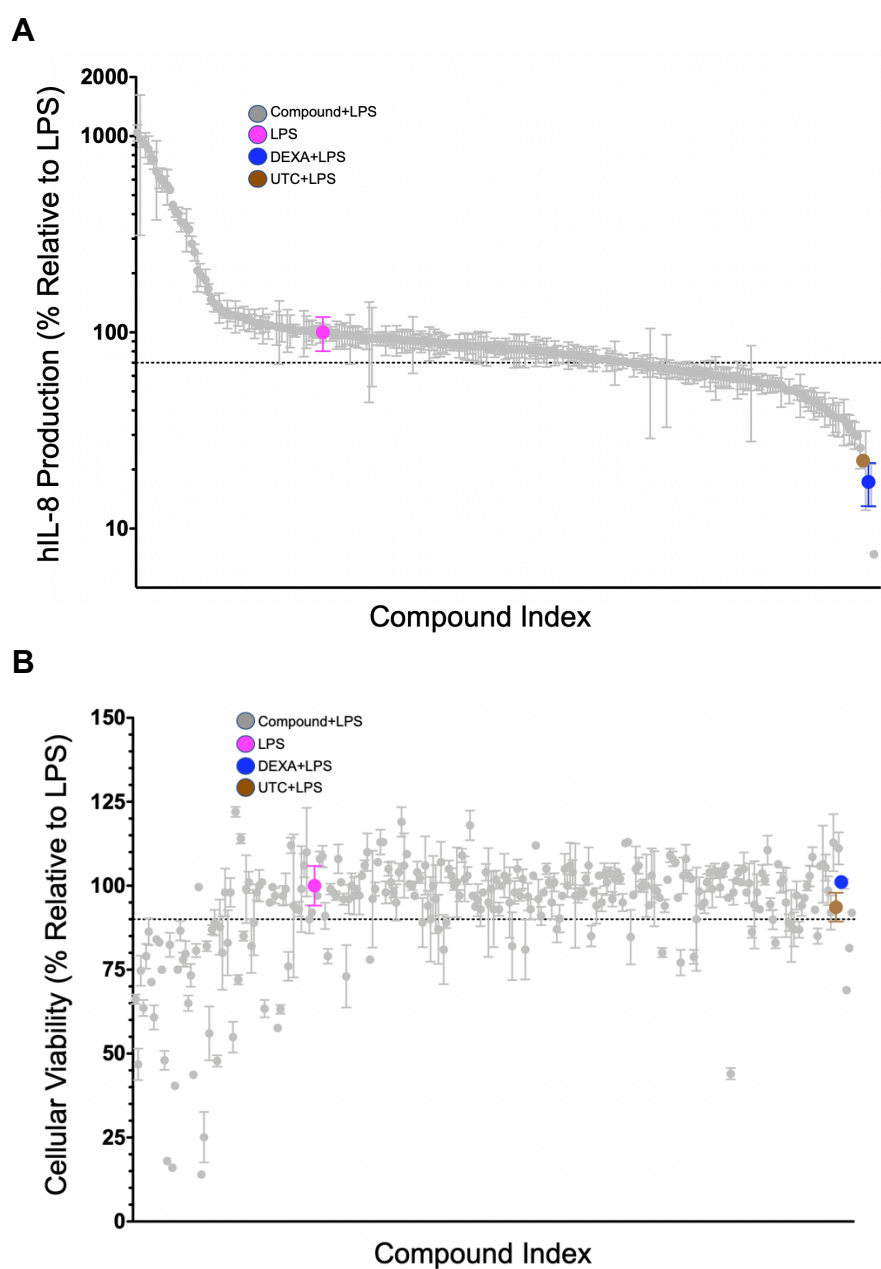 A
hIL-8 Production (% Relative to LPS)
2000
1000
100
10
Compound+LPS
LPS
DEXA+LPS
UTC+LPS
Compound Index
B
Cellular Viability (% Relative to LPS)
150
125
100
75
50
25
0
Compound+LPS
LPS
DEXA+LPS
UTC+LPS
Compound Index